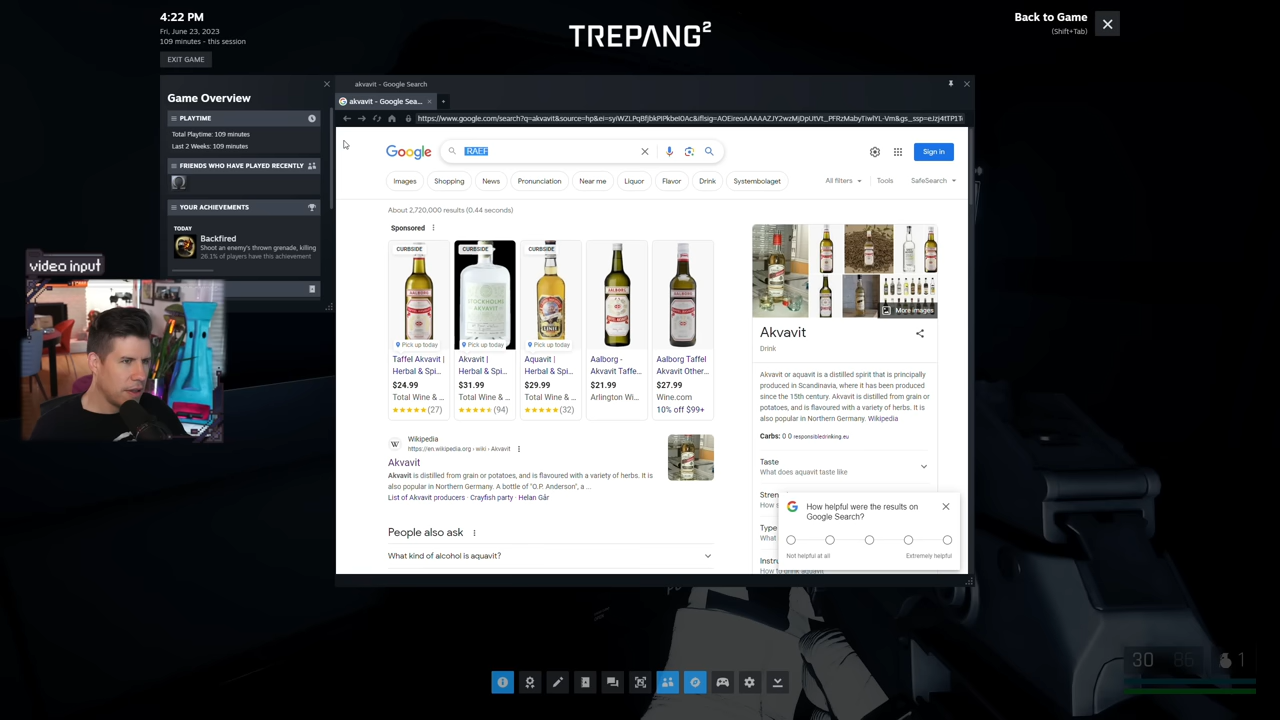 4:22 PM
Fri, June 23, 2023
109 minutes - this session
EXIT GAME
TREPANG²
Back to Game
(Shift+Tab)
Game Overview
PLAYTIME
Total Playtime: 109 minutes
Last 2 Weeks: 109 minutes
FRIENDS WHO HAVE PLAYED RECENTLY
YOUR ACHIEVEMENTS
TODAY
Backfired
Shoot an enemy's thrown grenade, killing
26.1% of players have this achievement
video input
akvavit - Google Search
akvavit - Google Sea...
Google
RAEF
Sign in
Images
Shopping
News
Pronunciation
Near me
Liquor
Flavor
Drink
Systembolaget
All filters
Tools
SafeSearch
About 2,720,000 results (0.44 seconds)
Sponsored
CURBSIDE
CURBSIDE
CURBSIDE
STOCKHOLMS
AKVAVIT
Pick up today
Pick up today
Pick up today
Taffel Akvavit |
Herbal & Spi...
$24.99
Total Wine & ...
(27)
Akvavit |
Herbal & Spi...
$31.99
Total Wine & ...
(94)
Aquavit |
Herbal & Spi...
$29.99
Total Wine & ...
(32)
Aalborg -
Akvavit Taffe...
$21.99
Arlington Wi...
Aalborg Taffel
Akvavit Other...
$27.99
Wine.com
10% off $99+
W
Wikipedia
https://en.wikipedia.org › wiki › Akvavit
Akvavit
Akvavit is distilled from grain or potatoes, and is flavoured with a variety of herbs. It is
also popular in Northern Germany. A bottle of "O.P. Anderson", a ...
List of Akvavit producers · Crayfish party · Helan Går
People also ask
What kind of alcohol is aquavit?
More images
Akvavit
Drink
Akvavit or aquavit is a distilled spirit that is principally
produced in Scandinavia, where it has been produced
since the 15th century. Akvavit is distilled from grain or
potatoes, and is flavoured with a variety of herbs. It is
also popular in Northern Germany. Wikipedia
Carbs: 0 0 responsibledrinking.eu
Taste
What does aquavit taste like
How helpful were the results on
Google Search?
Not helpful at all
Extremely helpful
30 86 1